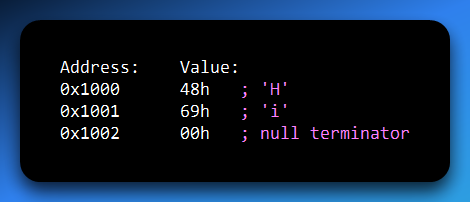 Address:    Value:
0x1000    48h   ; 'H'
0x1001    69h   ; 'i'
0x1002    00h   ; null terminator